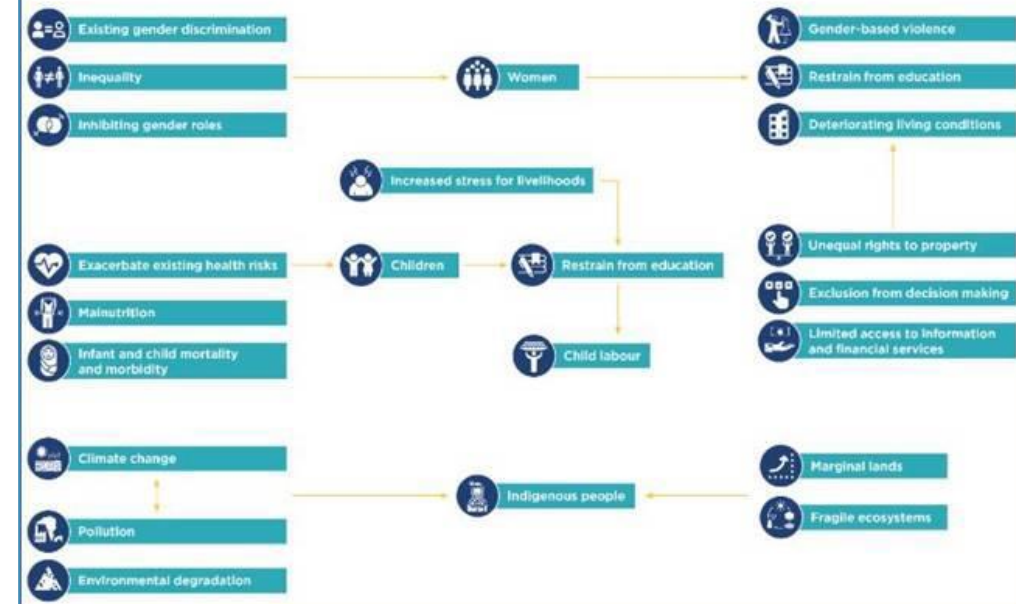 Existing gender discrimination
Inequality
Inhibiting gender roles
Women
Gender-based violence
Restrain from education
Deteriorating living conditions
Increased stress for livelihoods
Exacerbate existing health risks
Malnutrition
Infant and child mortality
and morbidity
Children
Restrain from education
Child labour
Unequal rights to property
Exclusion from decision making
Limited access to information
and financial services
Climate change
Pollution
Environmental degradation
Indigenous people
Marginal lands
Fragile ecosystems